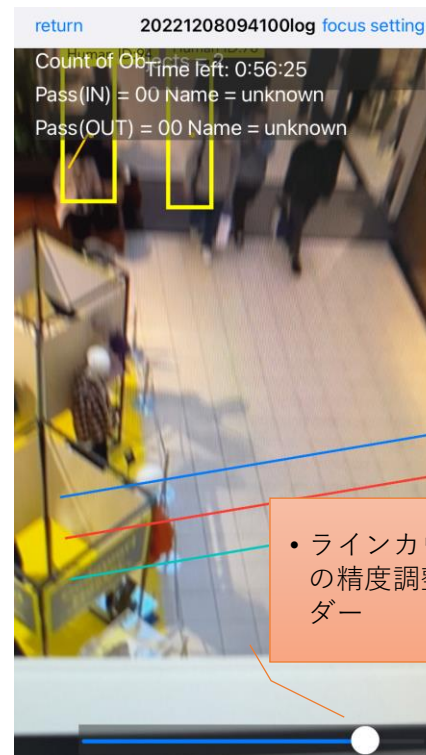 return 20221208094100log focus setting
Count of Objects = 2
Time left: 0:56:25
Pass(IN) = 00 Name = unknown
Pass(OUT) = 00 Name = unknown
• ラインカ
の精度調
ダー